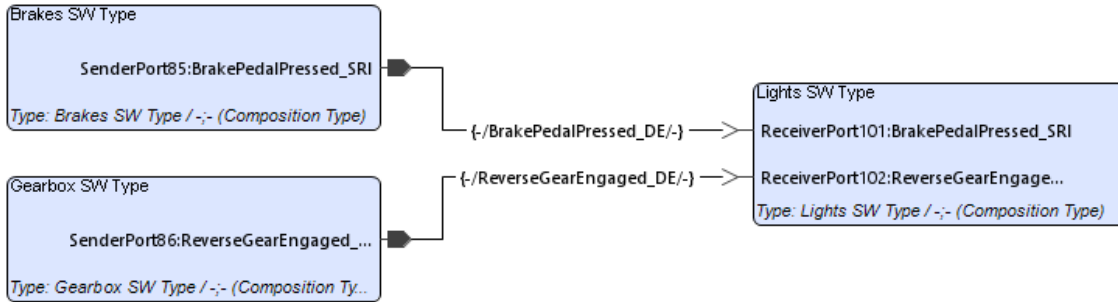 Brakes SW Type
SenderPort85:BrakePedalPressed_SRI
Type: Brakes SW Type / -;- (Composition Type)
{-/BrakePedalPressed_DE/-}
Lights SW Type
ReceiverPort101:BrakePedalPressed_SRI
ReceiverPort102:ReverseGearEngage...
Type: Lights SW Type / -;- (Composition Type)
{-/ReverseGearEngaged_DE/-}
Gearbox SW Type
SenderPort86:ReverseGearEngaged_...
Type: Gearbox SW Type / -;- (Composition Ty...